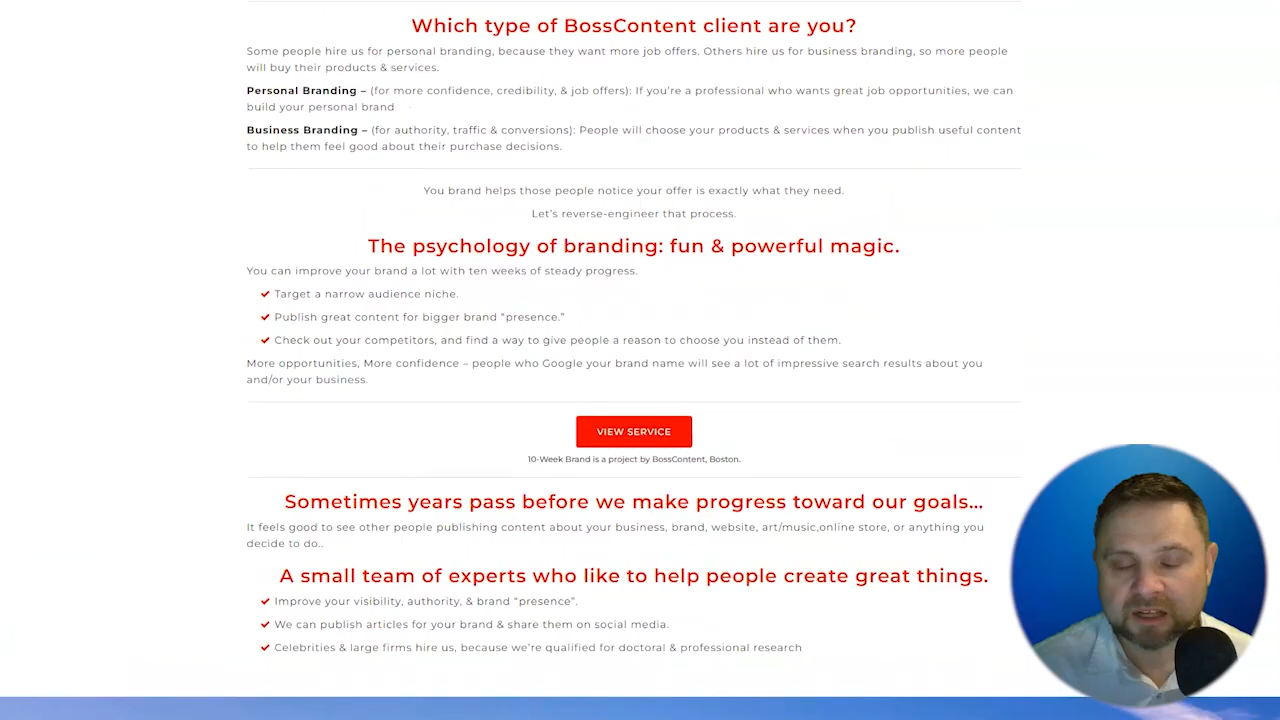 Which type of BossContent client are you?
Some people hire us for personal branding, because they want more job offers. Others hire us for business branding, so more people
will buy their products & services.
Personal Branding – (for more confidence, credibility, & job offers): If you’re a professional who wants great job opportunities, we can
build your personal brand
Business Branding – (for authority, traffic & conversions): People will choose your products & services when you publish useful content
to help them feel good about their purchase decisions.
You brand helps those people notice your offer is exactly what they need.
Let’s reverse-engineer that process.
The psychology of branding: fun & powerful magic.
You can improve your brand a lot with ten weeks of steady progress.
Target a narrow audience niche.
Publish great content for bigger brand “presence.”
Check out your competitors, and find a way to give people a reason to choose you instead of them.
More opportunities, More confidence – people who Google your brand name will see a lot of impressive search results about you
and/or your business.
VIEW SERVICE
10-Week Brand is a project by BossContent, Boston.
Sometimes years pass before we make progress toward our goals…
It feels good to see other people publishing content about your business, brand, website, art/music,online store, or anything you
decide to do..
A small team of experts who like to help people create great things.
Improve your visibility, authority, & brand “presence”.
We can publish articles for your brand & share them on social media.
Celebrities & large firms hire us, because we’re qualified for doctoral & professional research